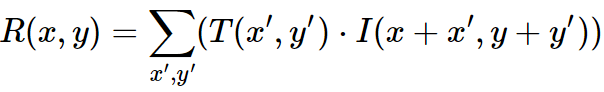 R(x, y) = ∑_{x′,y′} (T(x′, y′) · I(x + x′, y + y′))